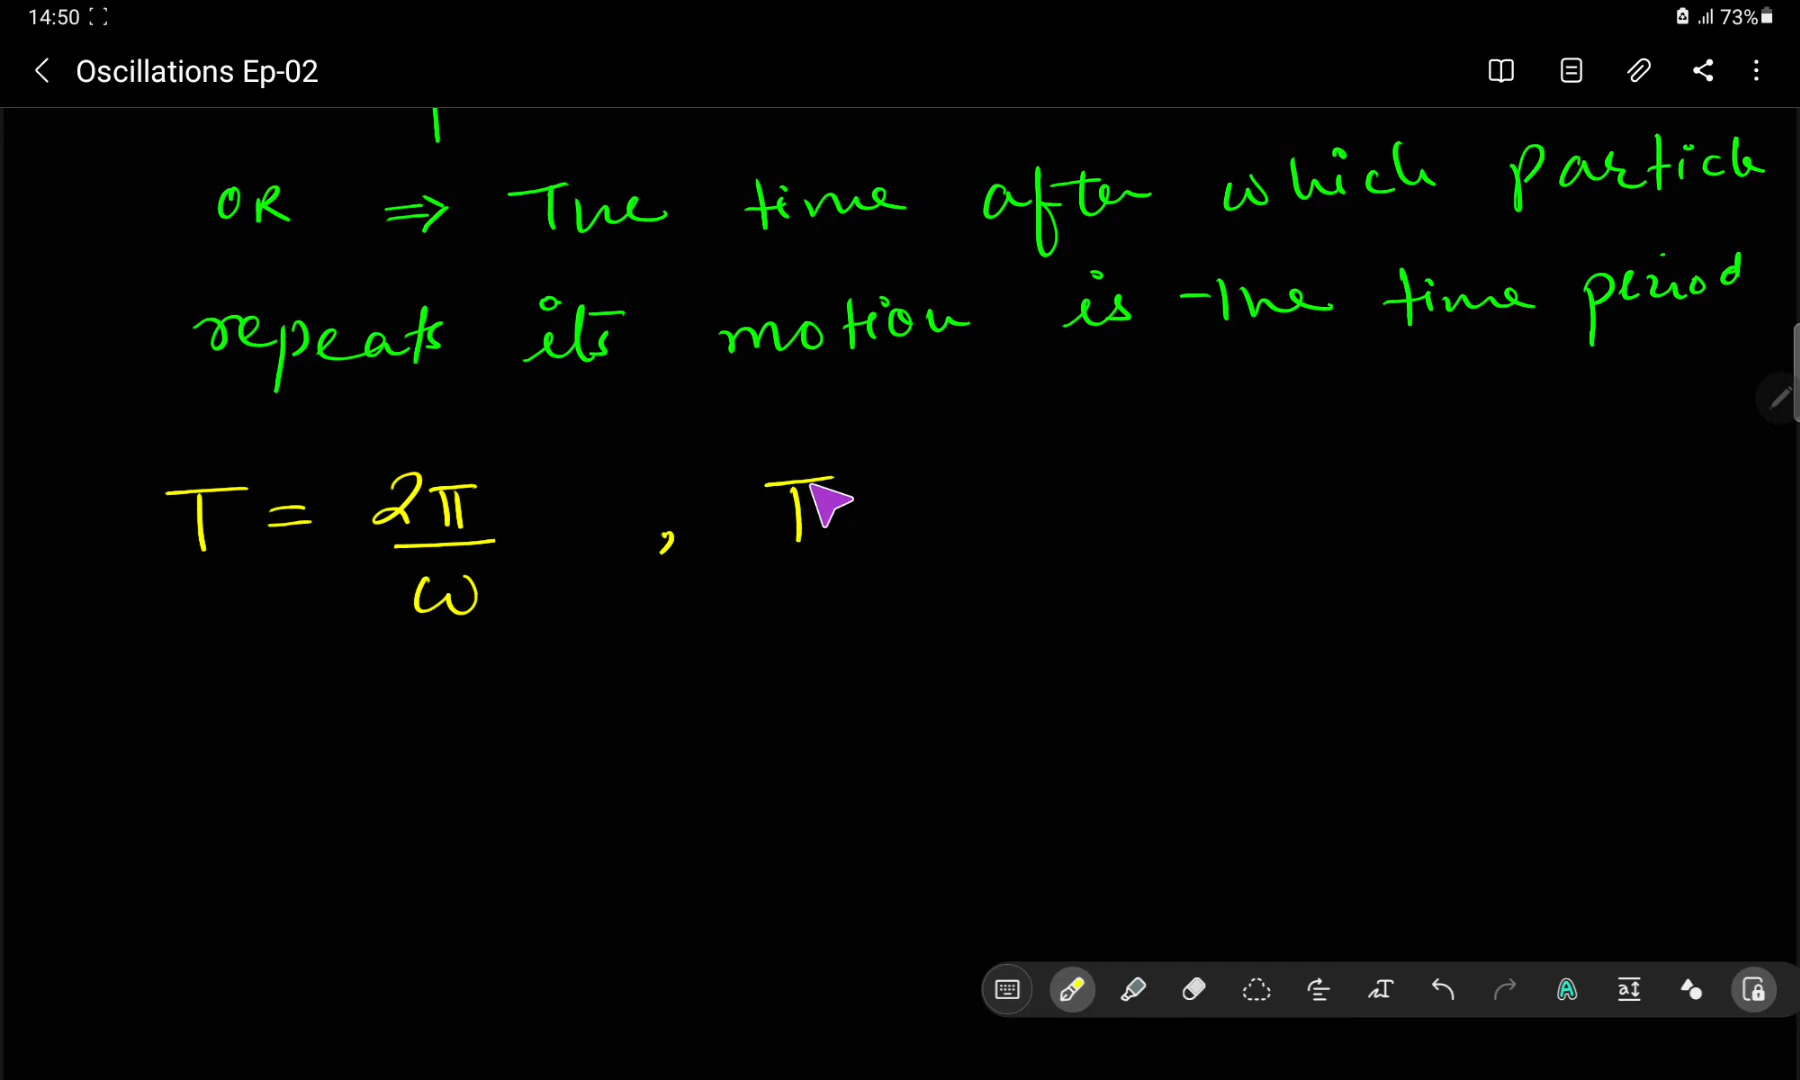 14:50 73%
Oscillations Ep-02
OR ⇒ The time after which particle
repeats its motion is the time period
T = 2π/ω , T